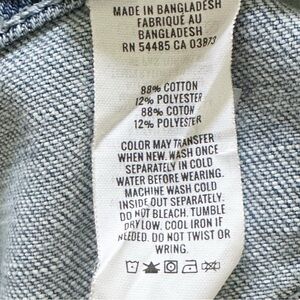 MADE IN BANGLADESH
FABRIQUÉ AU
BANGLADESH
RN 54485 CA 03873
88% COTTON
12% POLYESTER
88% COTON
12% POLYESTER
COLOR MAY TRANSFER
WHEN NEW. WASH ONCE
SEPARATELY IN COLD
WATER BEFORE WEARING.
MACHINE WASH COLD
INSIDE OUT SEPARATELY.
DO NOT BLEACH. TUMBLE
DRY LOW. COOL IRON IF
NEEDED. DO NOT TWIST OR
WRING.